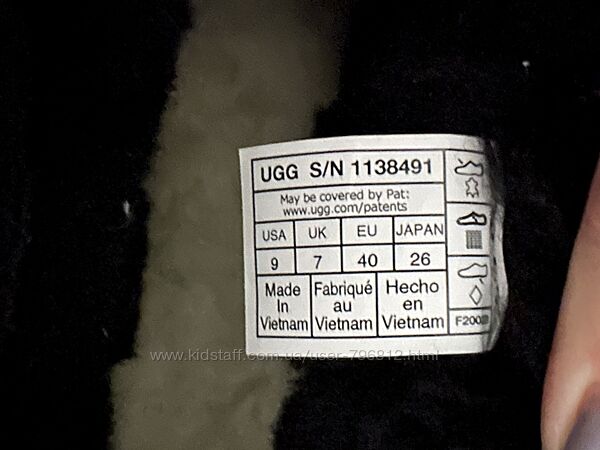 UGG S/N 1138491
May be covered by Pat:
www.ugg.com/patents
USA UK EU JAPAN
9 7 40 26
Made In Vietnam
Fabriqué au Vietnam
Hecho en Vietnam
www.kidstaff.com.ua/user-796812.html